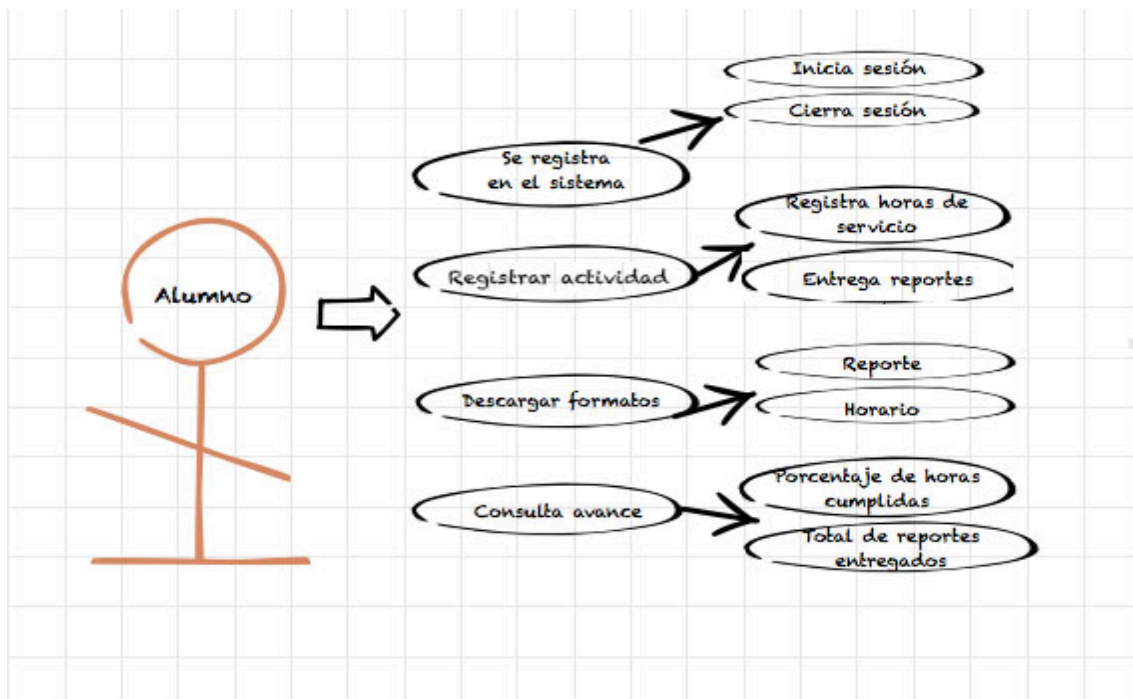 Inicia sesión
Cierra sesión
Se registra
en el sistema
Registra horas de
servicio
Registrar actividad
Entrega reportes
Alumno
Reporte
Descargar formatos
Horario
Porcentaje de horas
cumplidas
Consulta avance
Total de reportes
entregados